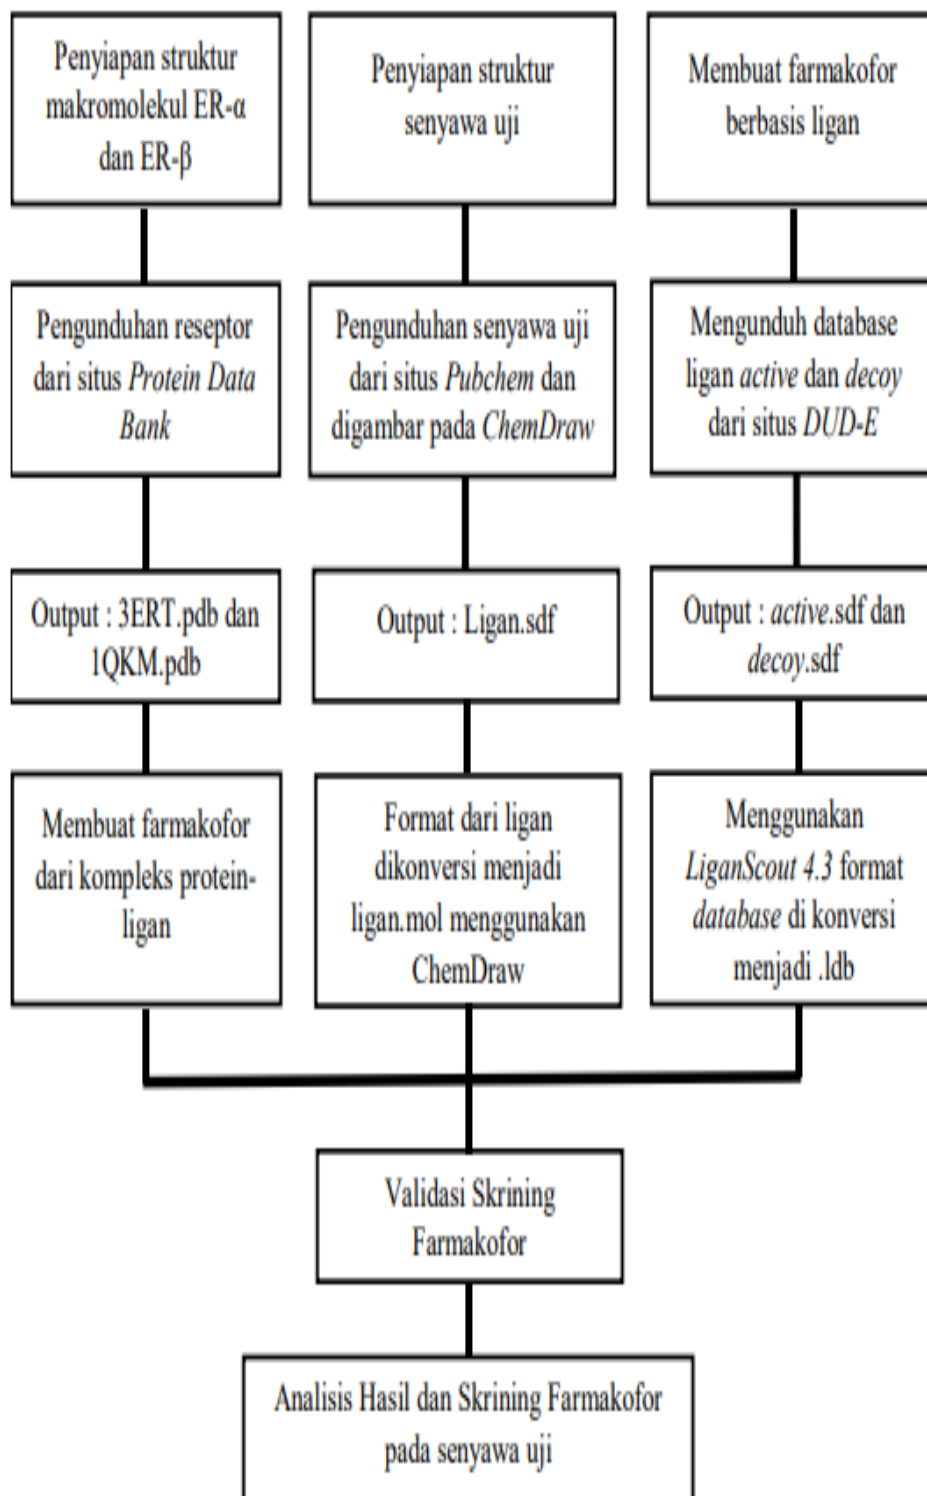 Penyiapan struktur
makromolekul ER-α
dan ER-β
Penyiapan struktur
senyawa uji
Membuat farmakofor
berbasis ligan
Pengunduhan reseptor
dari situs Protein Data
Bank
Pengunduhan senyawa uji
dari situs Pubchem dan
digambar pada ChemDraw
Mengunduh database
ligan active dan decoy
dari situs DUD-E
Output : 3ERT.pdb dan
1QKM.pdb
Output : Ligan.sdf
Output : active.sdf dan
decoy.sdf
Membuat farmakofor
dari kompleks protein-
ligan
Format dari ligan
dikonversi menjadi
ligan.mol menggunakan
ChemDraw
Menggunakan
LiganScout 4.3 format
database di konversi
menjadi .ldb
Validasi Skrining
Farmakofor
Analisis Hasil dan Skrining Farmakofor
pada senyawa uji